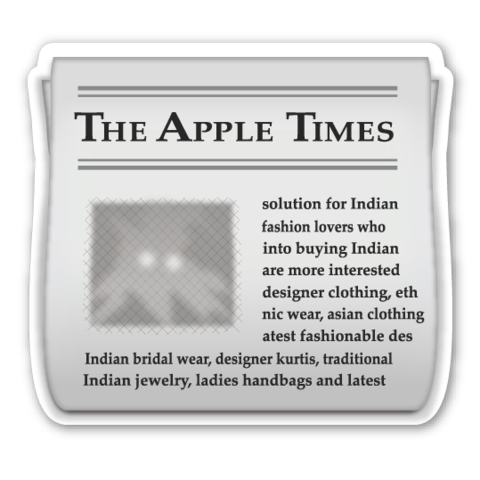 THE APPLE TIMES
solution for Indian
fashion lovers who
into buying Indian
are more interested
designer clothing, eth
nic wear, asian clothing
atest fashionable des
Indian bridal wear, designer kurtis, traditional
Indian jewelry, ladies handbags and latest